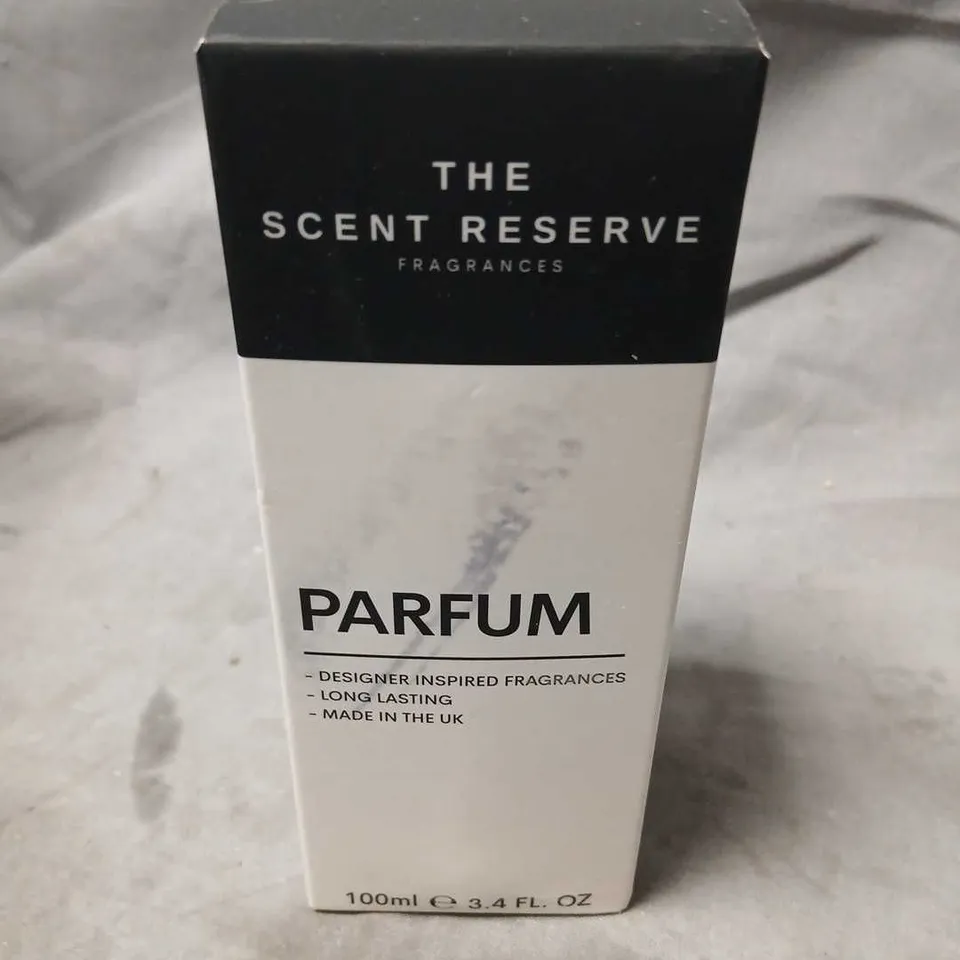 THE
SCENT RESERVE
FRAGRANCES
PARFUM
- DESIGNER INSPIRED FRAGRANCES
- LONG LASTING
- MADE IN THE UK
100ml ℮ 3.4 FL. OZ